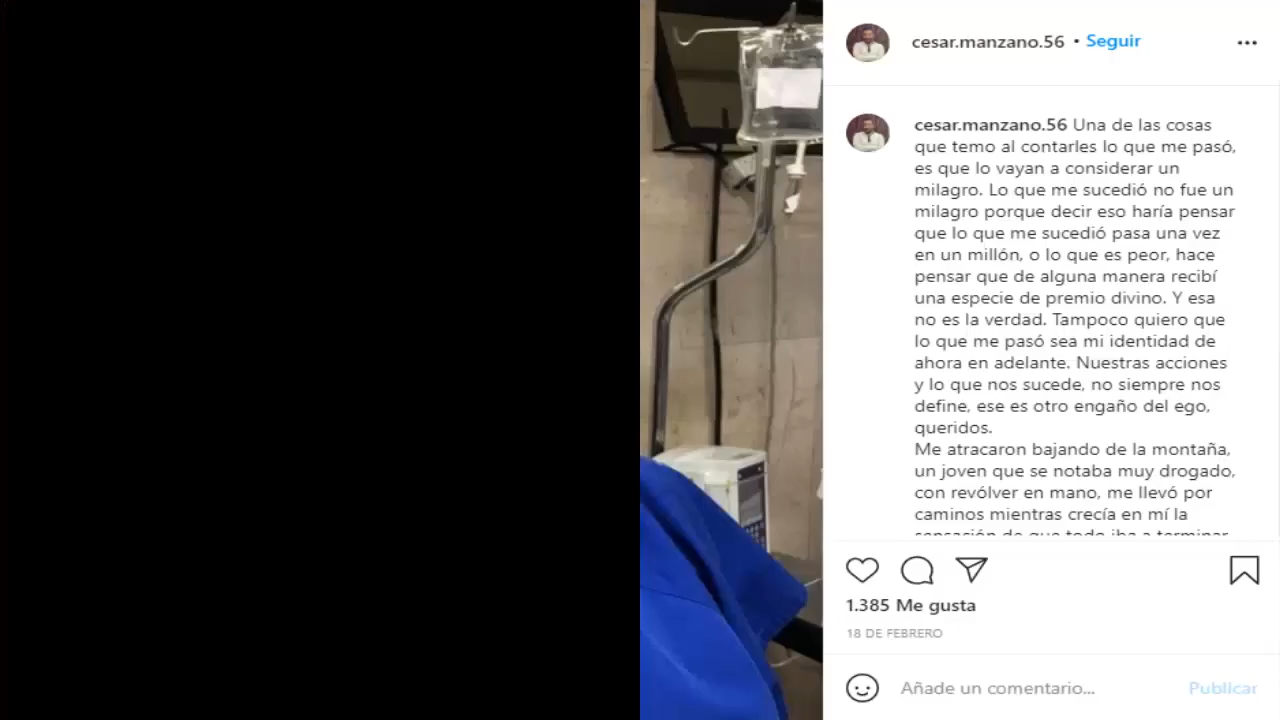 cesar.manzano.56 • Seguir
cesar.manzano.56 Una de las cosas
que temo al contarles lo que me pasó,
es que lo vayan a considerar un
milagro. Lo que me sucedió no fue un
milagro porque decir eso haría pensar
que lo que me sucedió pasa una vez
en un millón, o lo que es peor, hace
pensar que de alguna manera recibí
una especie de premio divino. Y esa
no es la verdad. Tampoco quiero que
lo que me pasó sea mi identidad de
ahora en adelante. Nuestras acciones
y lo que nos sucede, no siempre nos
define, ese es otro engaño del ego,
queridos.
Me atracaron bajando de la montaña,
un joven que se notaba muy drogado,
con revólver en mano, me llevó por
caminos mientras crecía en mí la
sensación de que todo iba a terminar
1.385 Me gusta
18 DE FEBRERO
Añade un comentario... Publicar